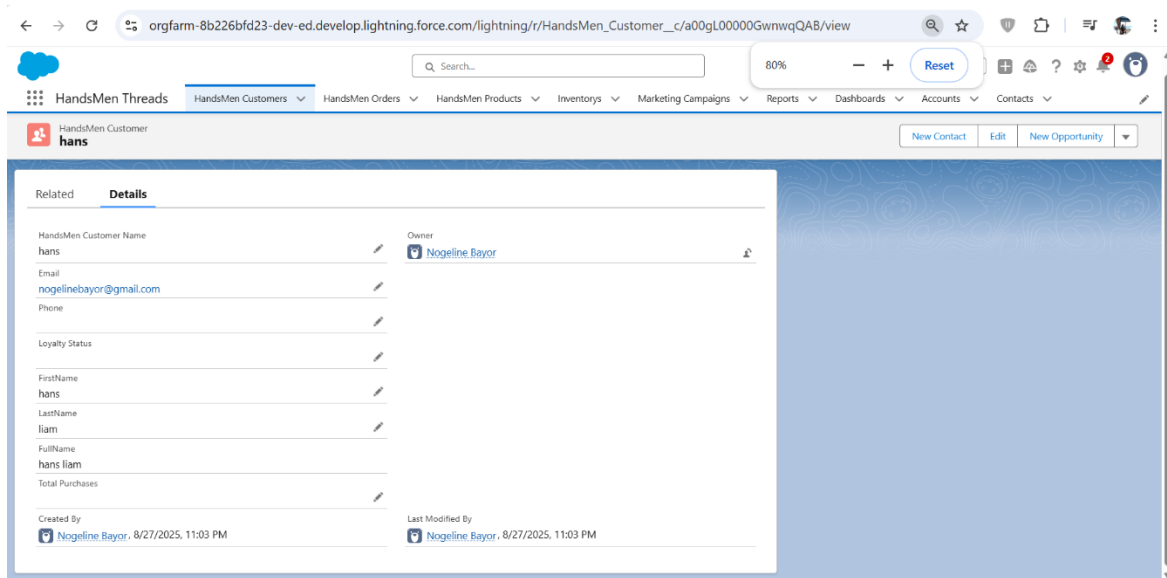 orgfarm-8b226bfd23-dev-ed.develop.lightning.force.com/lightning/r/HandsMen_Customer__c/a00gL00000GwnwqQAB/view
Search...
80%
Reset
2
HandsMen Threads HandsMen Customers HandsMen Orders HandsMen Products Inventorys Marketing Campaigns Reports Dashboards Accounts Contacts
HandsMen Customer
hans
New Contact Edit New Opportunity
Related Details
HandsMen Customer Name Owner
hans Nogeline Bayor
Email
nogelinebayor@gmail.com
Phone
Loyalty Status
FirstName
hans
LastName
liam
FullName
hans liam
Total Purchases
Created By Last Modified By
Nogeline Bayor, 8/27/2025, 11:03 PM Nogeline Bayor, 8/27/2025, 11:03 PM